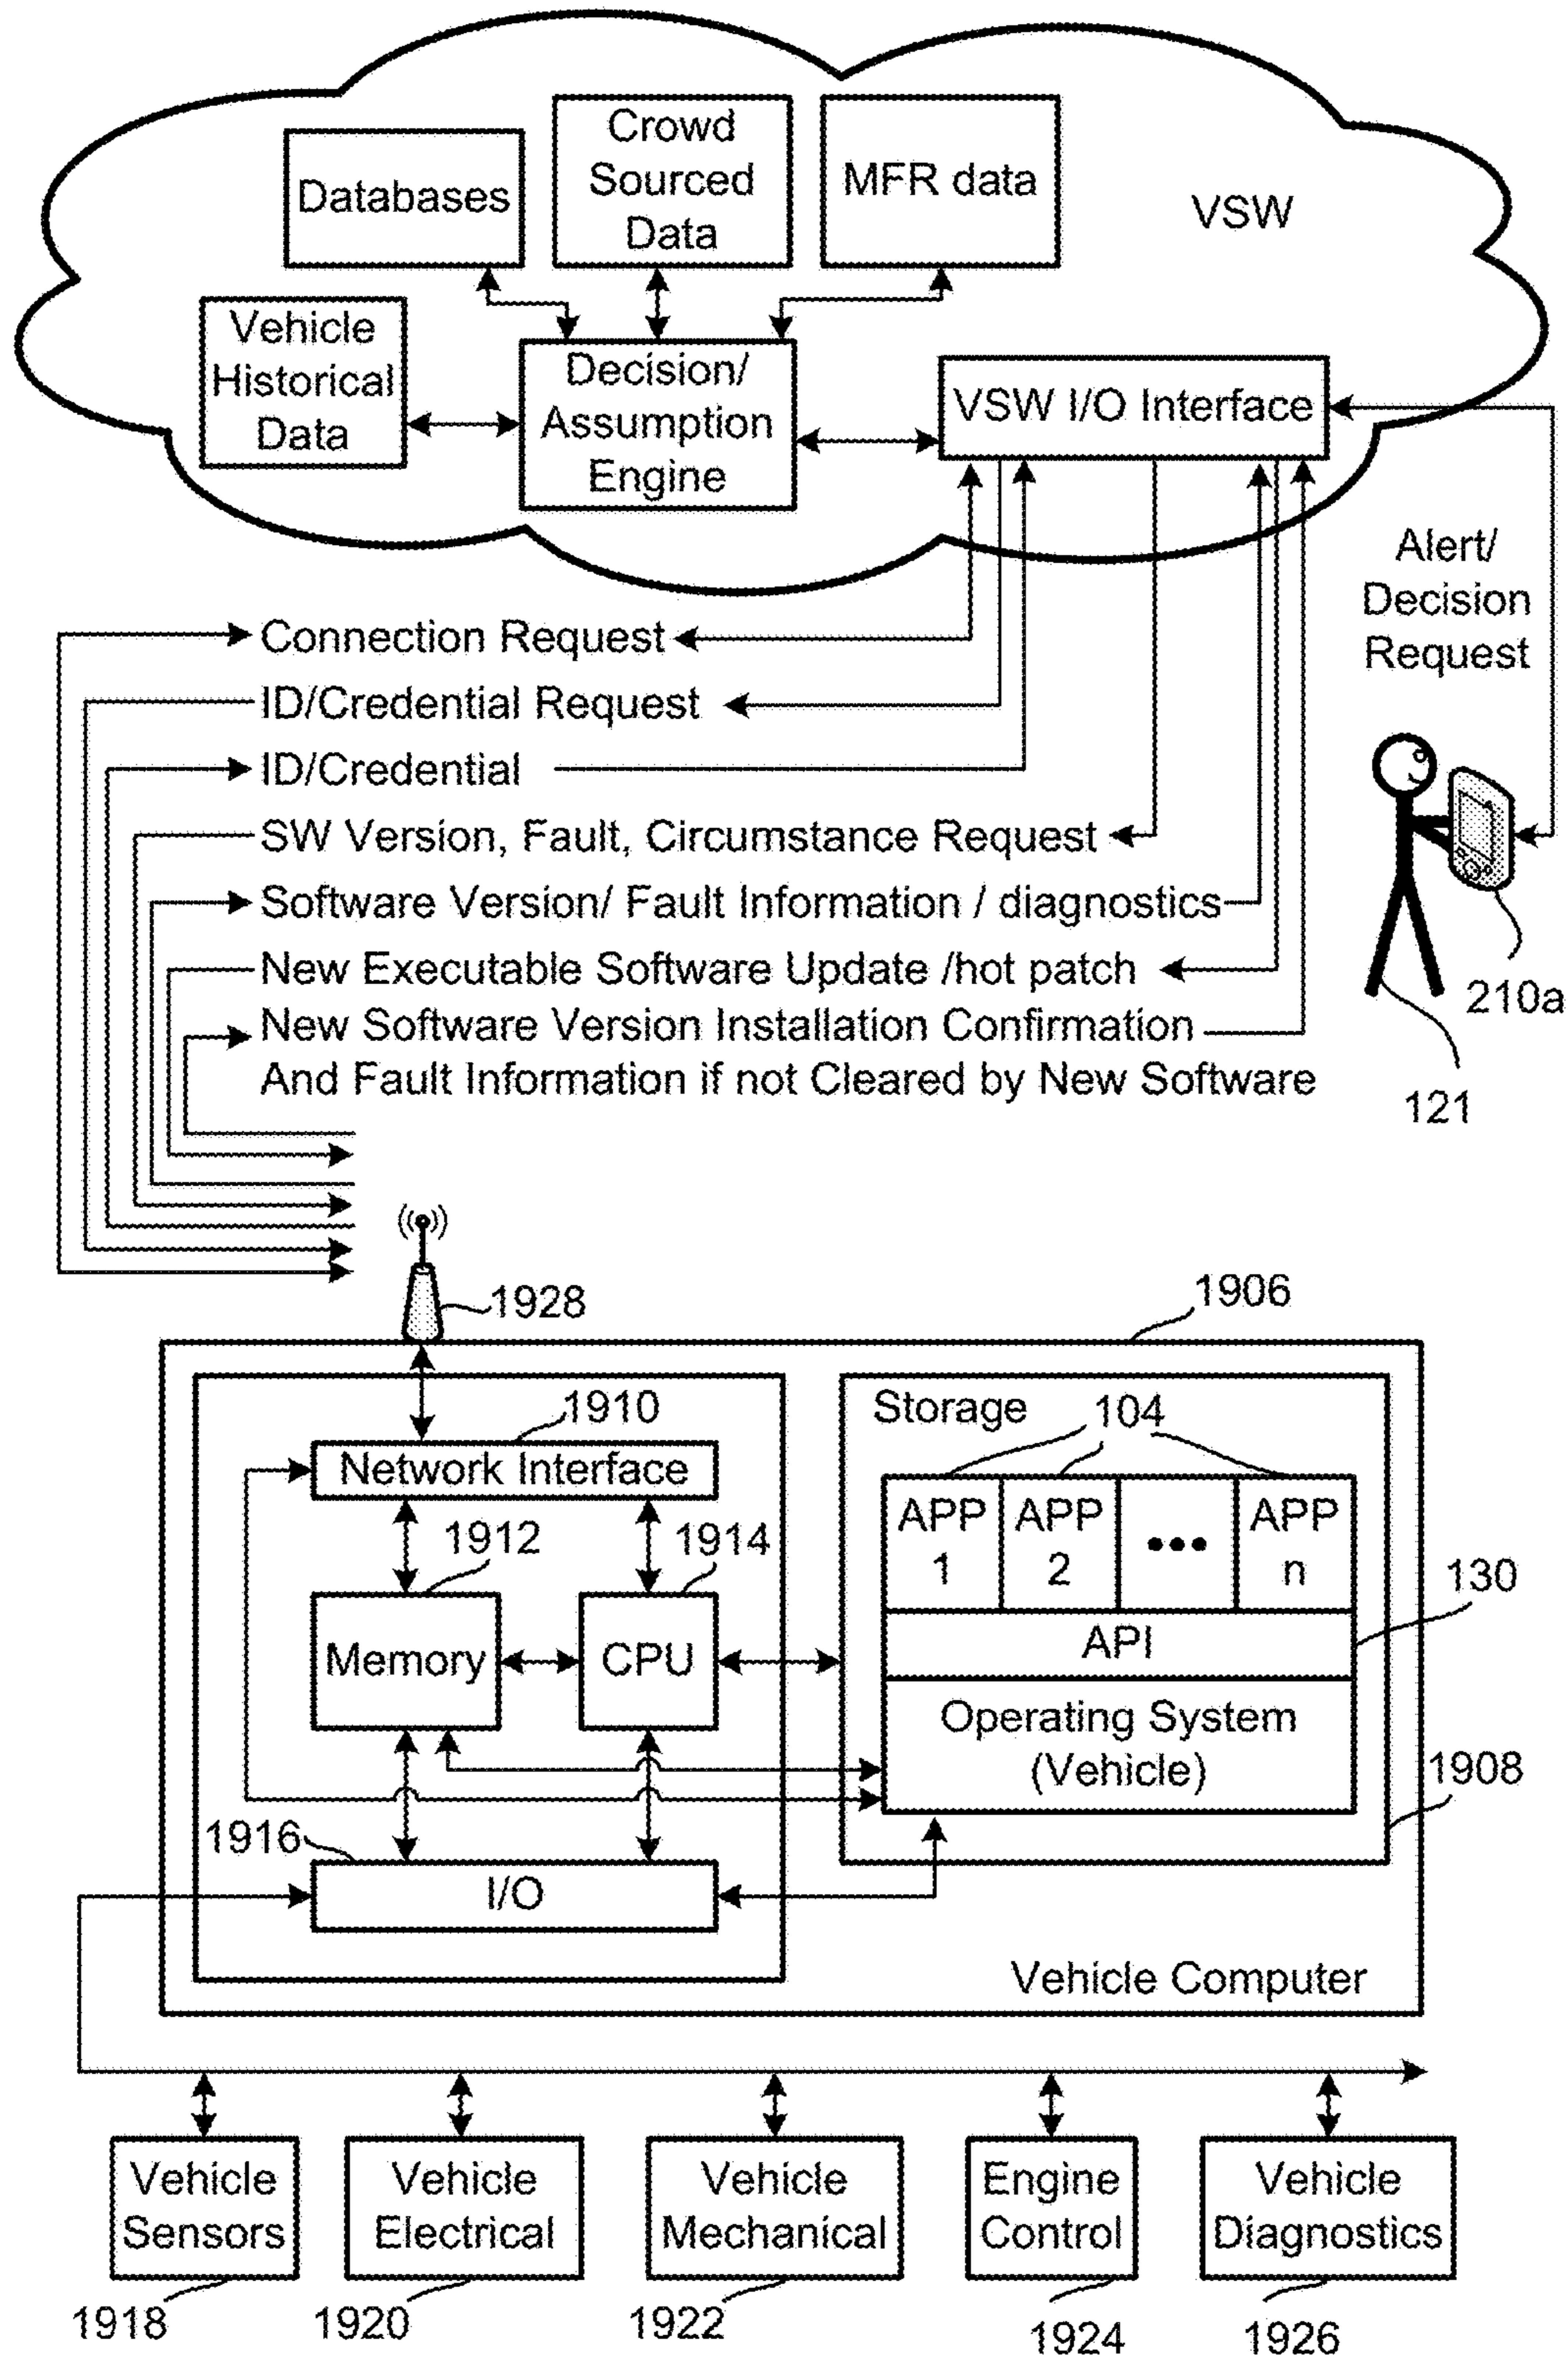 Databases
Crowd
Sourced
Data
MFR data
VSW
Vehicle
Historical
Data
Decision/
Assumption
Engine
VSW I/O Interface
Alert/
Decision
Request
Connection Request
ID/Credential Request
ID/Credential
SW Version, Fault, Circumstance Request
Software Version/ Fault Information / diagnostics
New Executable Software Update /hot patch
New Software Version Installation Confirmation
And Fault Information if not Cleared by New Software
210a
121
1928
1906
1910
Network Interface
1912
1914
Memory
CPU
1916
I/O
Storage
104
APP
1
APP
2
•••
APP
n
130
API
Operating System
(Vehicle)
1908
Vehicle Computer
Vehicle
Sensors
Vehicle
Electrical
Vehicle
Mechanical
Engine
Control
Vehicle
Diagnostics
1918
1920
1922
1924
1926